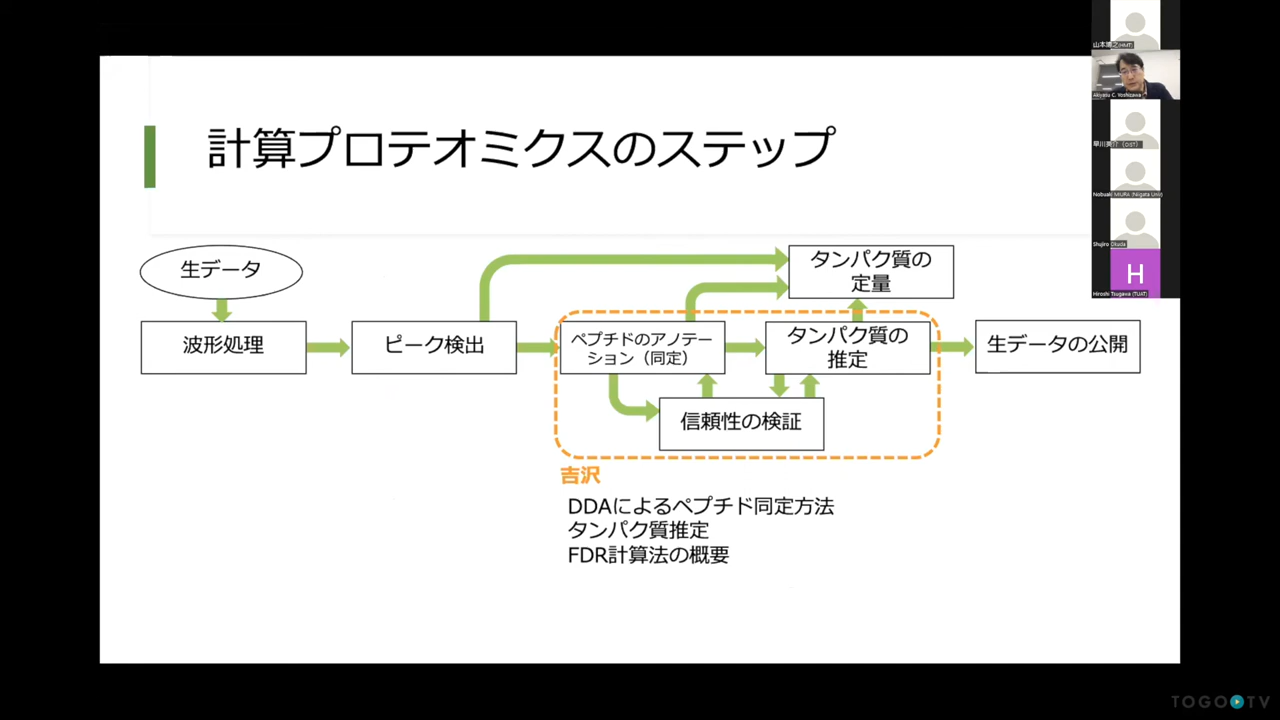 計算プロテオミクスのステップ
生データ
波形処理
ピーク検出
ペプチドのアノテー
ション（同定）
タンパク質の
推定
タンパク質の
定量
信頼性の検証
生データの公開
吉沢
DDAによるペプチド同定方法
タンパク質推定
FDR計算法の概要
Akiyasu C. Yoshizawa
Nobuaki MIURA (Niigata Univ
Shujiro Okuda
H
Hiroshi Tsugawa (TUAT)
TOGO TV